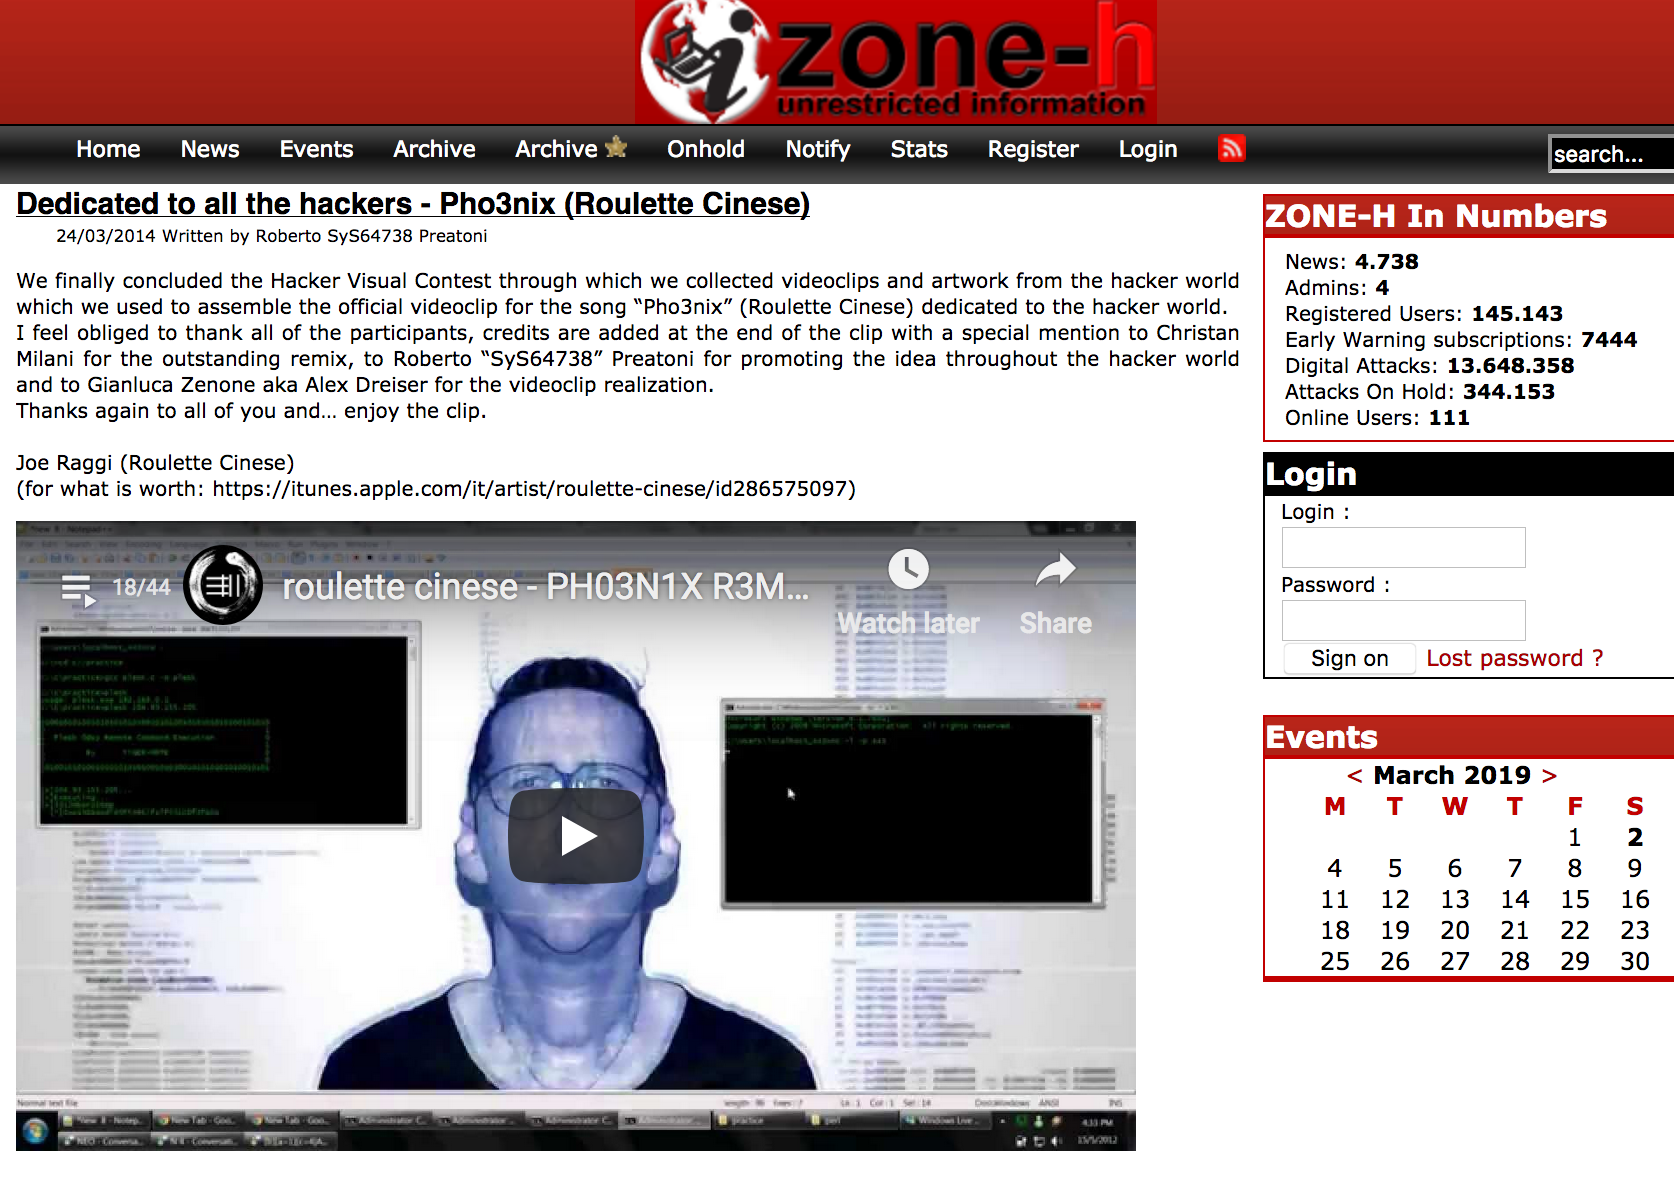 zone-h
unrestricted information
Home News Events Archive Archive Onhold Notify Stats Register Login
search...
Dedicated to all the hackers - Pho3nix (Roulette Cinese)
24/03/2014 Written by Roberto SyS64738 Preatoni
We finally concluded the Hacker Visual Contest through which we collected videoclips and artwork from the hacker world
which we used to assemble the official videoclip for the song “Pho3nix” (Roulette Cinese) dedicated to the hacker world.
I feel obliged to thank all of the participants, credits are added at the end of the clip with a special mention to Christan
Milani for the outstanding remix, to Roberto “SyS64738” Preatoni for promoting the idea throughout the hacker world
and to Gianluca Zenone aka Alex Dreiser for the videoclip realization.
Thanks again to all of you and... enjoy the clip.
Joe Raggi (Roulette Cinese)
(for what is worth: https://itunes.apple.com/it/artist/roulette-cinese/id286575097)
18/44
roulette cinese - PH03N1X R3M...
Watch later
Share
Normal text file
4:33 PM
15/5/2012
ZONE-H In Numbers
News: 4.738
Admins: 4
Registered Users: 145.143
Early Warning subscriptions: 7444
Digital Attacks: 13.648.358
Attacks On Hold: 344.153
Online Users: 111
Login
Login :
Password :
Sign on Lost password ?
Events
< March 2019 >
M T W T F S
1 2
4 5 6 7 8 9
11 12 13 14 15 16
18 19 20 21 22 23
25 26 27 28 29 30